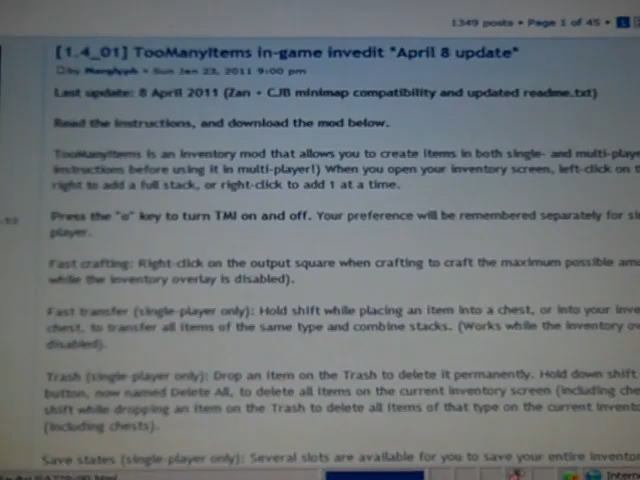 1349 posts • Page 1 of 45 • 1
[1.4_01] TooManyItems in-game invedit *April 8 update*
by Marglyph • Sun Jan 23, 2011 9:00 pm
Last update: 8 April 2011 (Zan + CJB minimap compatibility and updated readme.txt)
Read the instructions, and download the mod below.
TooManyItems is an inventory mod that allows you to create items in both single- and multi-playe
instructions before using it in multi-player!) When you open your inventory screen, left-click on t
right to add a full stack, or right-click to add 1 at a time.
Press the "o" key to turn TMI on and off. Your preference will be remembered separately for si
player.
Fast crafting: Right-click on the output square when crafting to craft the maximum possible amo
while the inventory overlay is disabled).
Fast transfer (single-player only): Hold shift while placing an item into a chest, or into your inve
chest, to transfer all items of the same type and combine stacks. (Works while the inventory ov
disabled).
Trash (single-player only): Drop an item on the Trash to delete it permanently. Hold down shift
button, now named Delete All, to delete all items on the current inventory screen (including che
shift while dropping an item on the Trash to delete all items of that type on the current invento
(including chests).
Save states (single-player only): Several slots are available for you to save your entire inventor
Intern